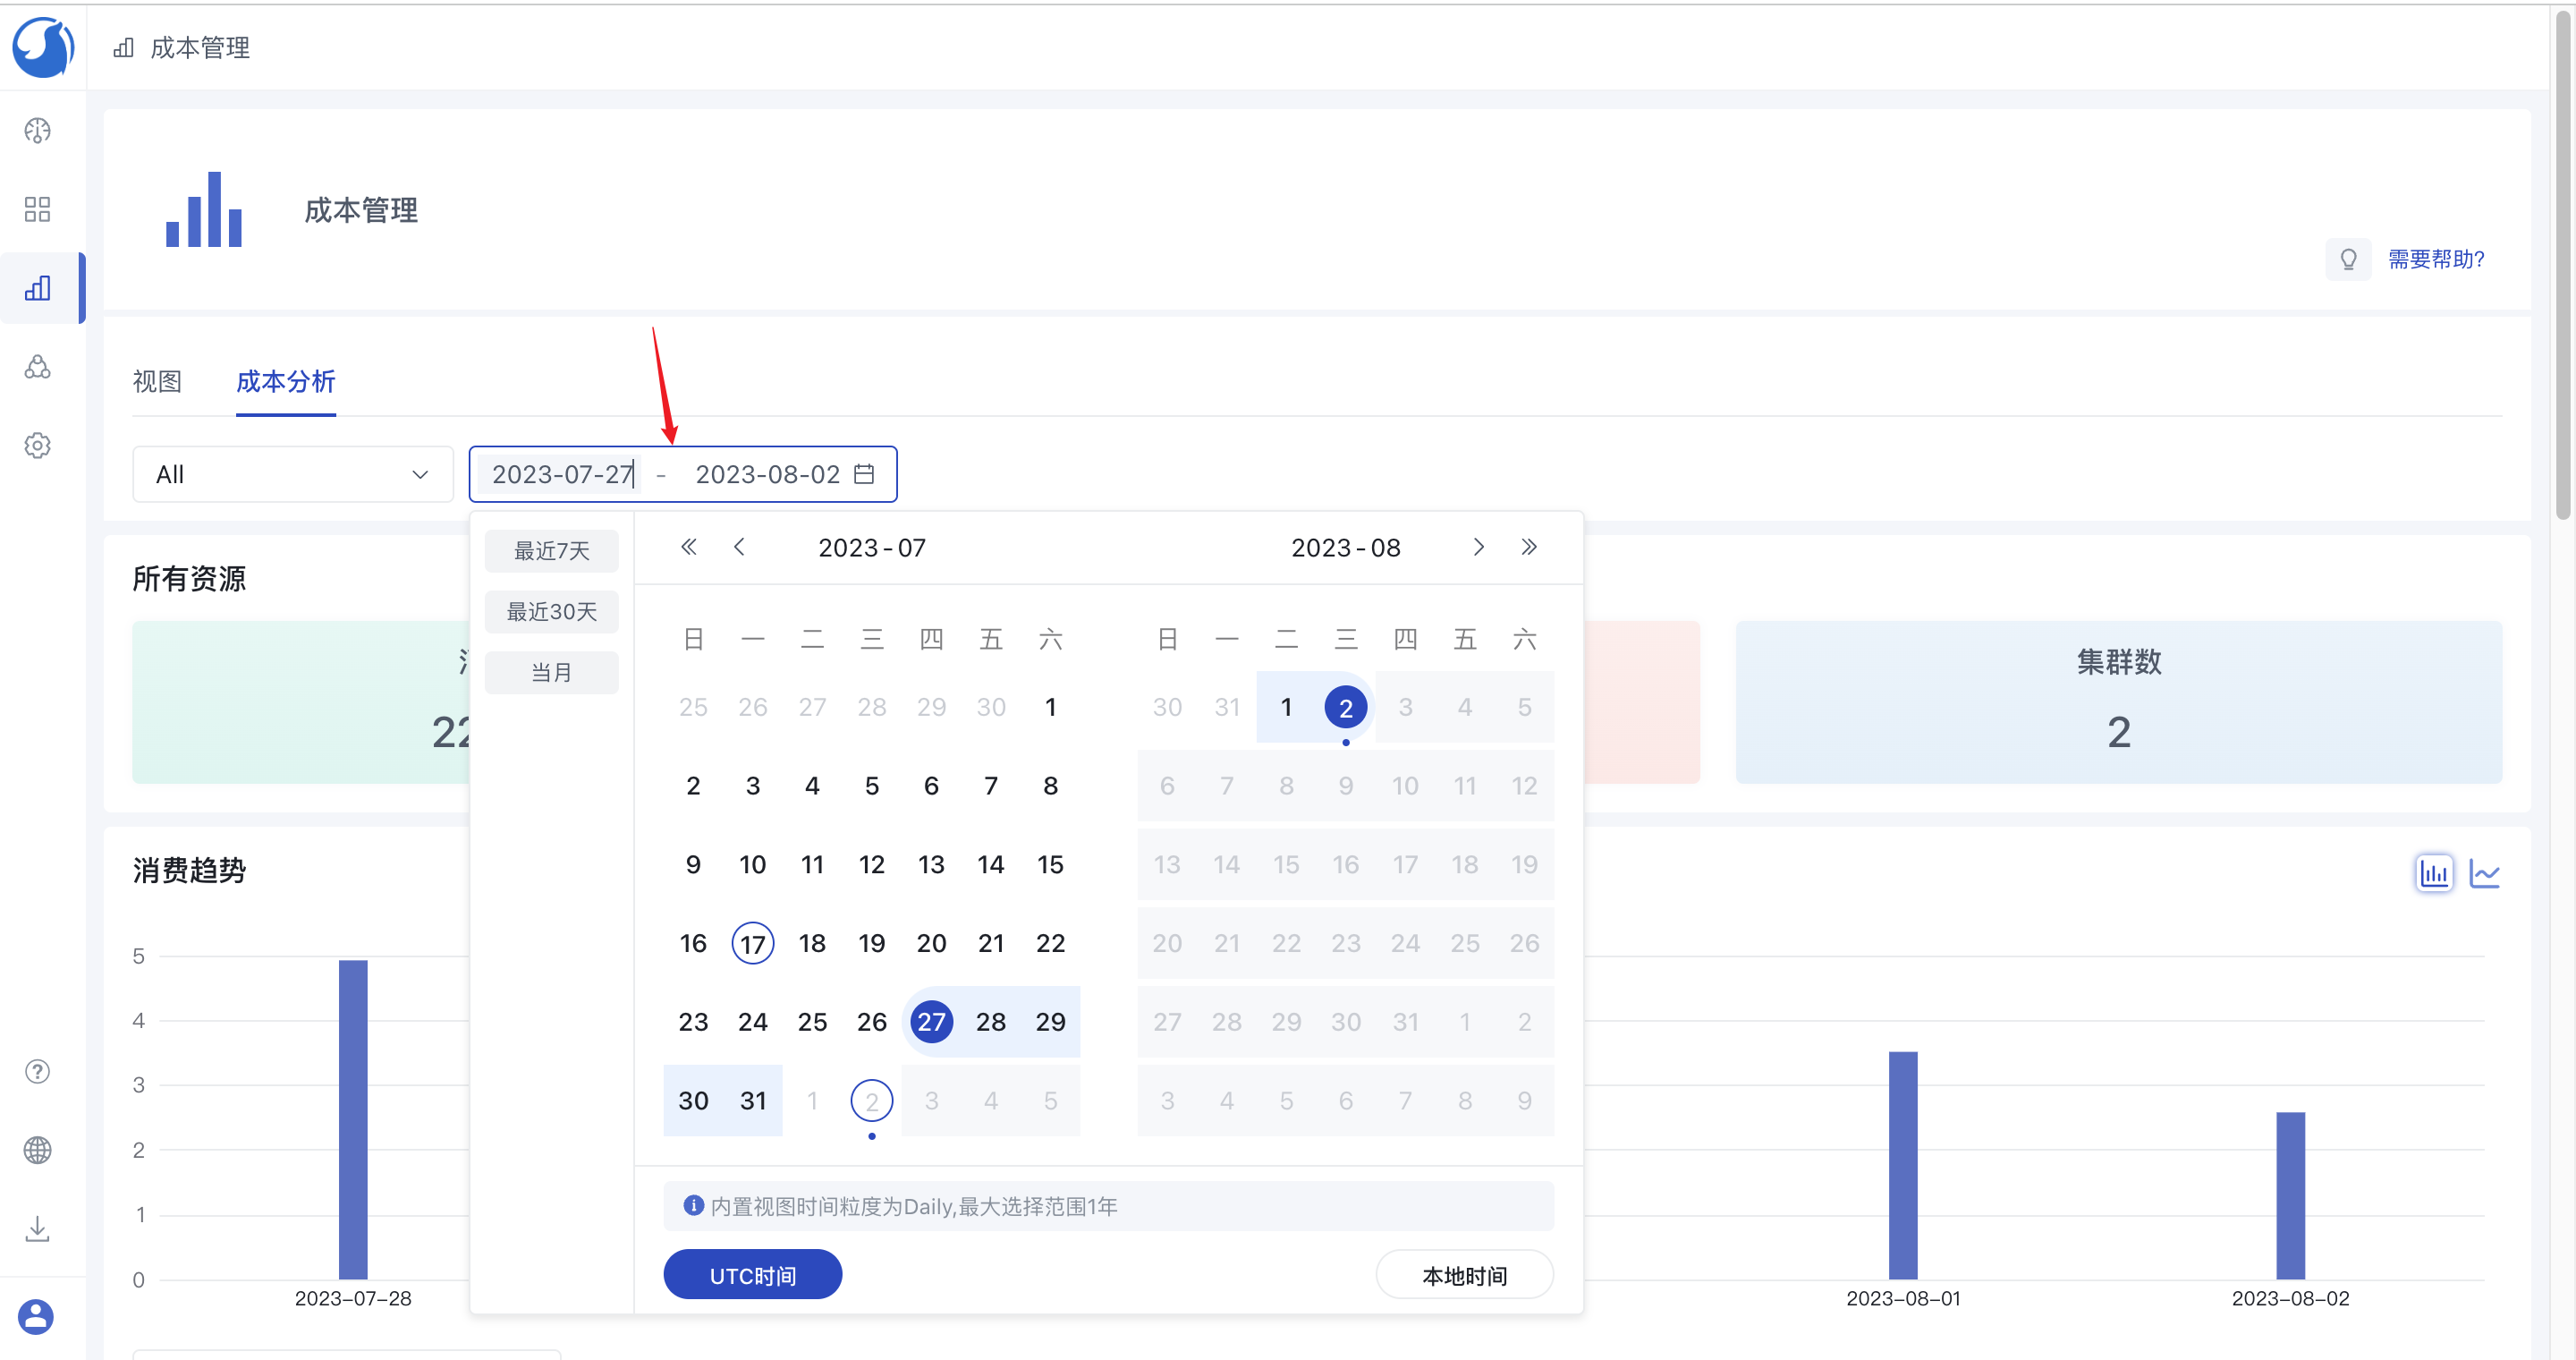 成本管理
成本管理
需要帮助?
视图
成本分析
All
2023-07-27 - 2023-08-02
最近7天
最近30天
当月
2023-07
2023-08
日 一 二 三 四 五 六
25 26 27 28 29 30 1
2 3 4 5 6 7 8
9 10 11 12 13 14 15
16 17 18 19 20 21 22
23 24 25 26 27 28 29
30 31 1 2 3 4 5
日 一 二 三 四 五 六
30 31 1 2 3 4 5
6 7 8 9 10 11 12
13 14 15 16 17 18 19
20 21 22 23 24 25 26
27 28 29 30 31 1 2
3 4 5 6 7 8 9
内置视图时间粒度为Daily,最大选择范围1年
UTC时间
本地时间
所有资源
集群数
2
消费趋势
5
4
3
2
1
0
2023-07-28
2023-08-01
2023-08-02